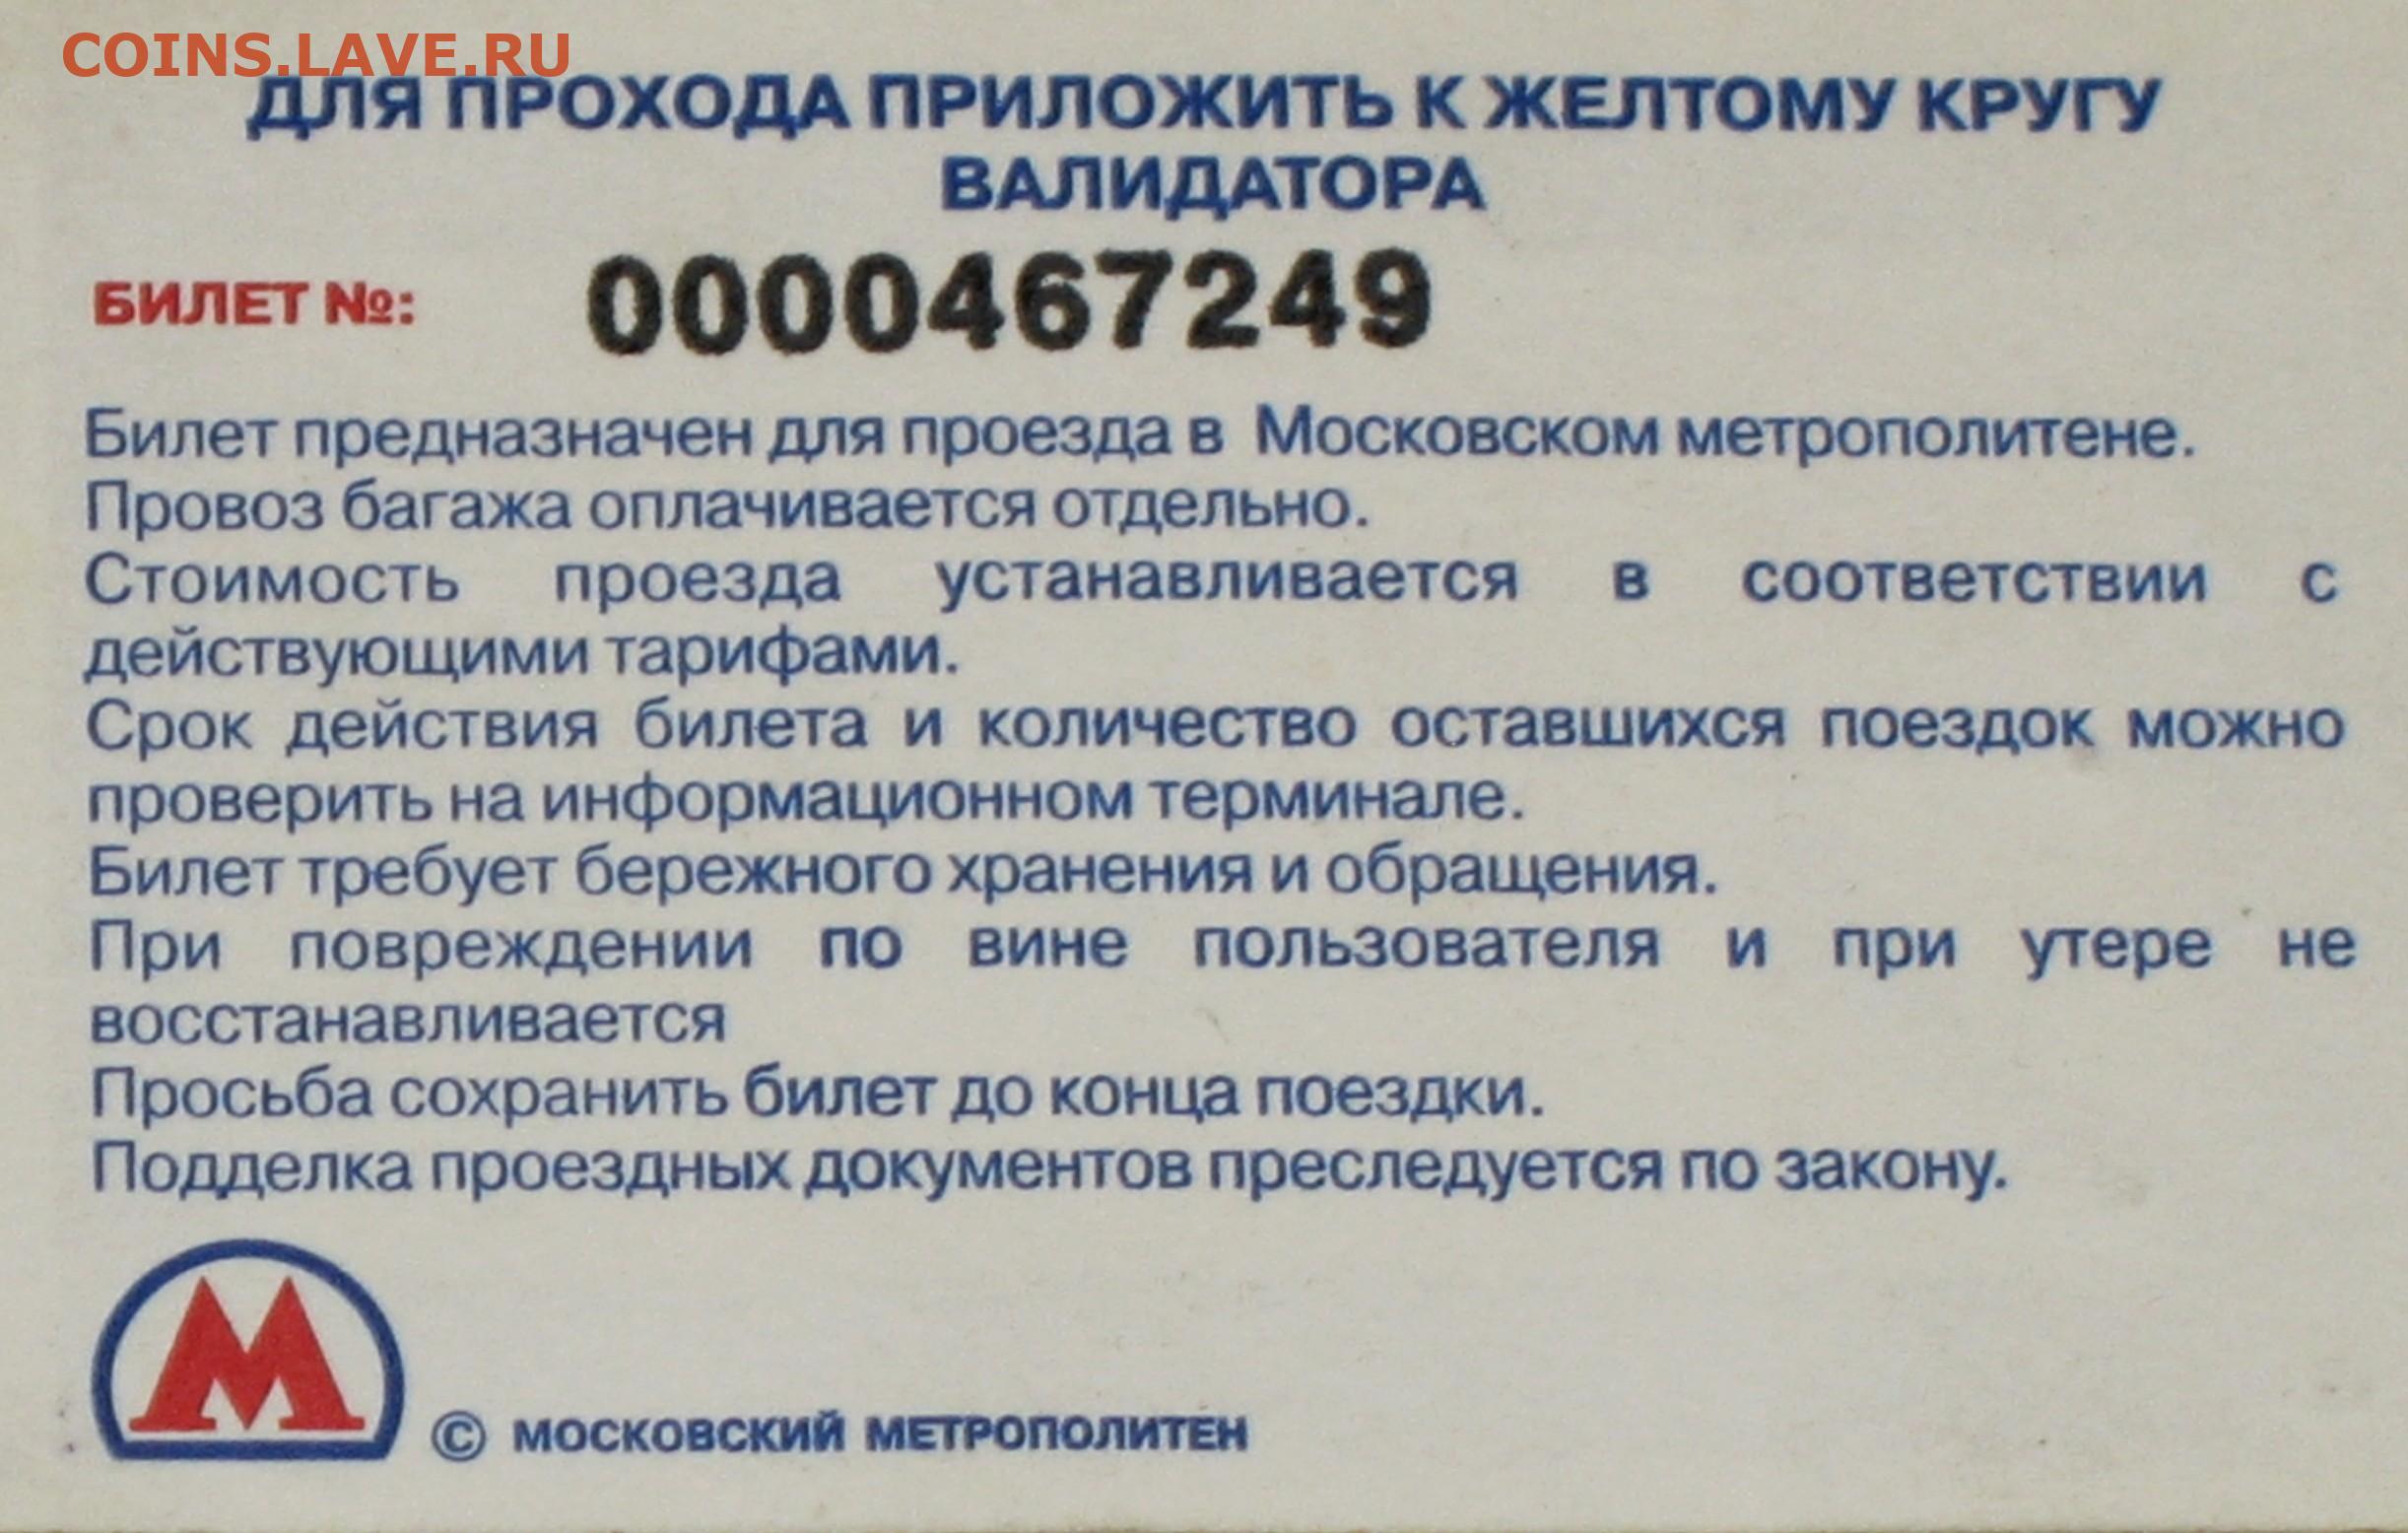 COINS.LAVE.RU
ДЛЯ ПРОХОДА ПРИЛОЖИТЬ К ЖЕЛТОМУ КРУГУ
ВАЛИДАТОРА
БИЛЕТ №: 0000467249
Билет предназначен для проезда в Московском метрополитене.
Провоз багажа оплачивается отдельно.
Стоимость проезда устанавливается в соответствии с
действующими тарифами.
Срок действия билета и количество оставшихся поездок можно
проверить на информационном терминале.
Билет требует бережного хранения и обращения.
При повреждении по вине пользователя и при утере не
восстанавливается
Просьба сохранить билет до конца поездки.
Подделка проездных документов преследуется по закону.
М
© МОСКОВСКИЙ МЕТРОПОЛИТЕН